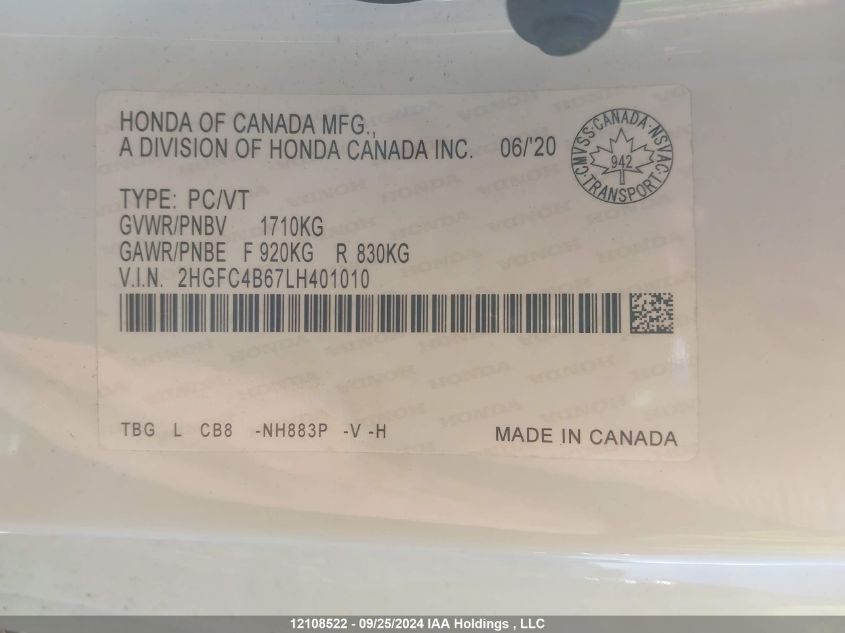 HONDA OF CANADA MFG.,
A DIVISION OF HONDA CANADA INC. 06/'20
CMVSS·CANADA·NSVAC·TRANSPORT
942
TYPE: PC/VT
GVWR/PNBV 1710KG
GAWR/PNBE F 920KG R 830KG
V.I.N. 2HGFC4B67LH401010
TBG L CB8 -NH883P -V -H
MADE IN CANADA
12108522 - 09/25/2024 IAA Holdings , LLC